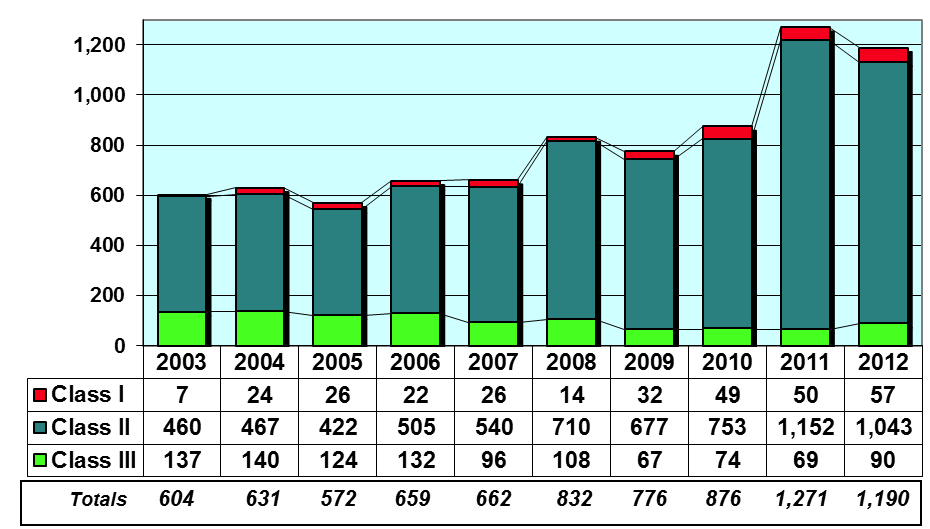 1,200
1,000
800
600
400
200
0
2003 2004 2005 2006 2007 2008 2009 2010 2011 2012
Class I 7 24 26 22 26 14 32 49 50 57
Class II 460 467 422 505 540 710 677 753 1,152 1,043
Class III 137 140 124 132 96 108 67 74 69 90
Totals 604 631 572 659 662 832 776 876 1,271 1,190